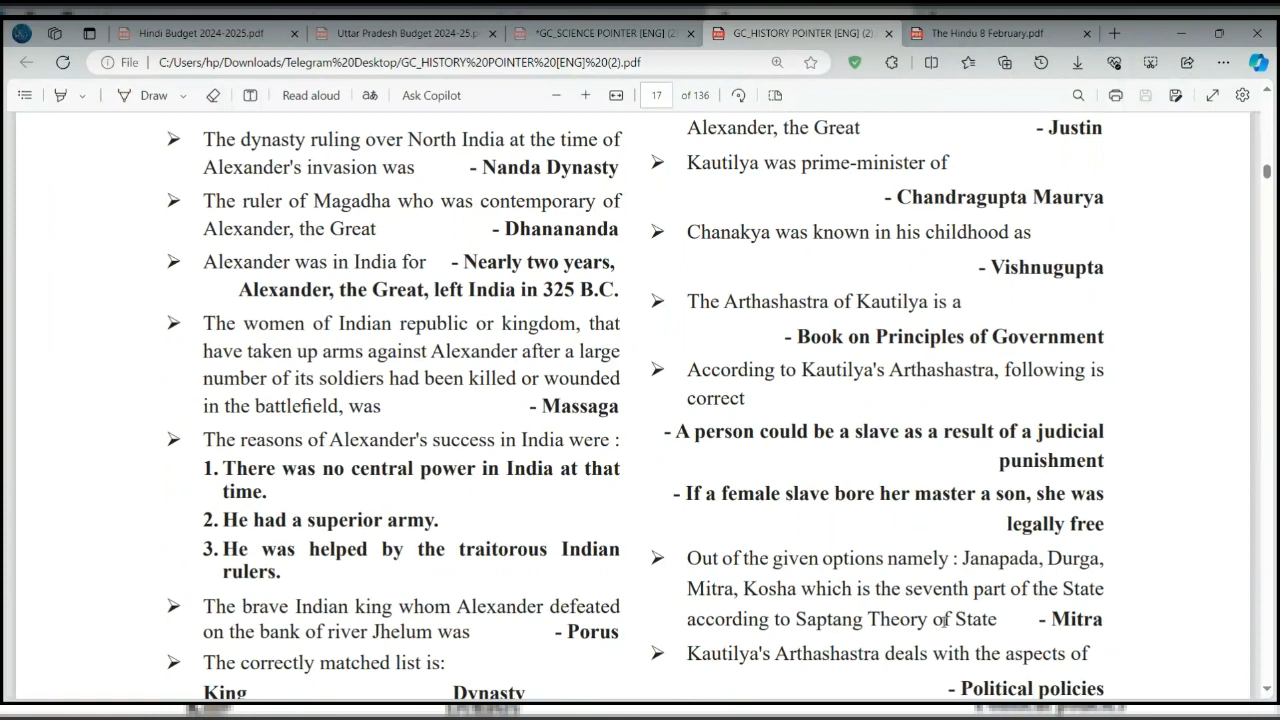 Hindi Budget 2024-2025.pdf
Uttar Pradesh Budget 2024-25.p
*GC_SCIENCE POINTER [ENG] (2)
GC_HISTORY POINTER [ENG] (2)
The Hindu 8 February.pdf
File
C:/Users/hp/Downloads/Telegram%20Desktop/GC_HISTORY%20POINTER%20[ENG]%20(2).pdf
Draw
Read aloud
Ask Copilot
17 of 136
The dynasty ruling over North India at the time of
Alexander's invasion was - Nanda Dynasty
The ruler of Magadha who was contemporary of
Alexander, the Great - Dhanananda
Alexander was in India for - Nearly two years,
Alexander, the Great, left India in 325 B.C.
The women of Indian republic or kingdom, that
have taken up arms against Alexander after a large
number of its soldiers had been killed or wounded
in the battlefield, was - Massaga
The reasons of Alexander's success in India were :
1. There was no central power in India at that
time.
2. He had a superior army.
3. He was helped by the traitorous Indian
rulers.
The brave Indian king whom Alexander defeated
on the bank of river Jhelum was - Porus
The correctly matched list is:
King Dynasty
Alexander, the Great - Justin
Kautilya was prime-minister of
- Chandragupta Maurya
Chanakya was known in his childhood as
- Vishnugupta
The Arthashastra of Kautilya is a
- Book on Principles of Government
According to Kautilya's Arthashastra, following is
correct
- A person could be a slave as a result of a judicial
punishment
- If a female slave bore her master a son, she was
legally free
Out of the given options namely : Janapada, Durga,
Mitra, Kosha which is the seventh part of the State
according to Saptang Theory of State - Mitra
Kautilya's Arthashastra deals with the aspects of
- Political policies